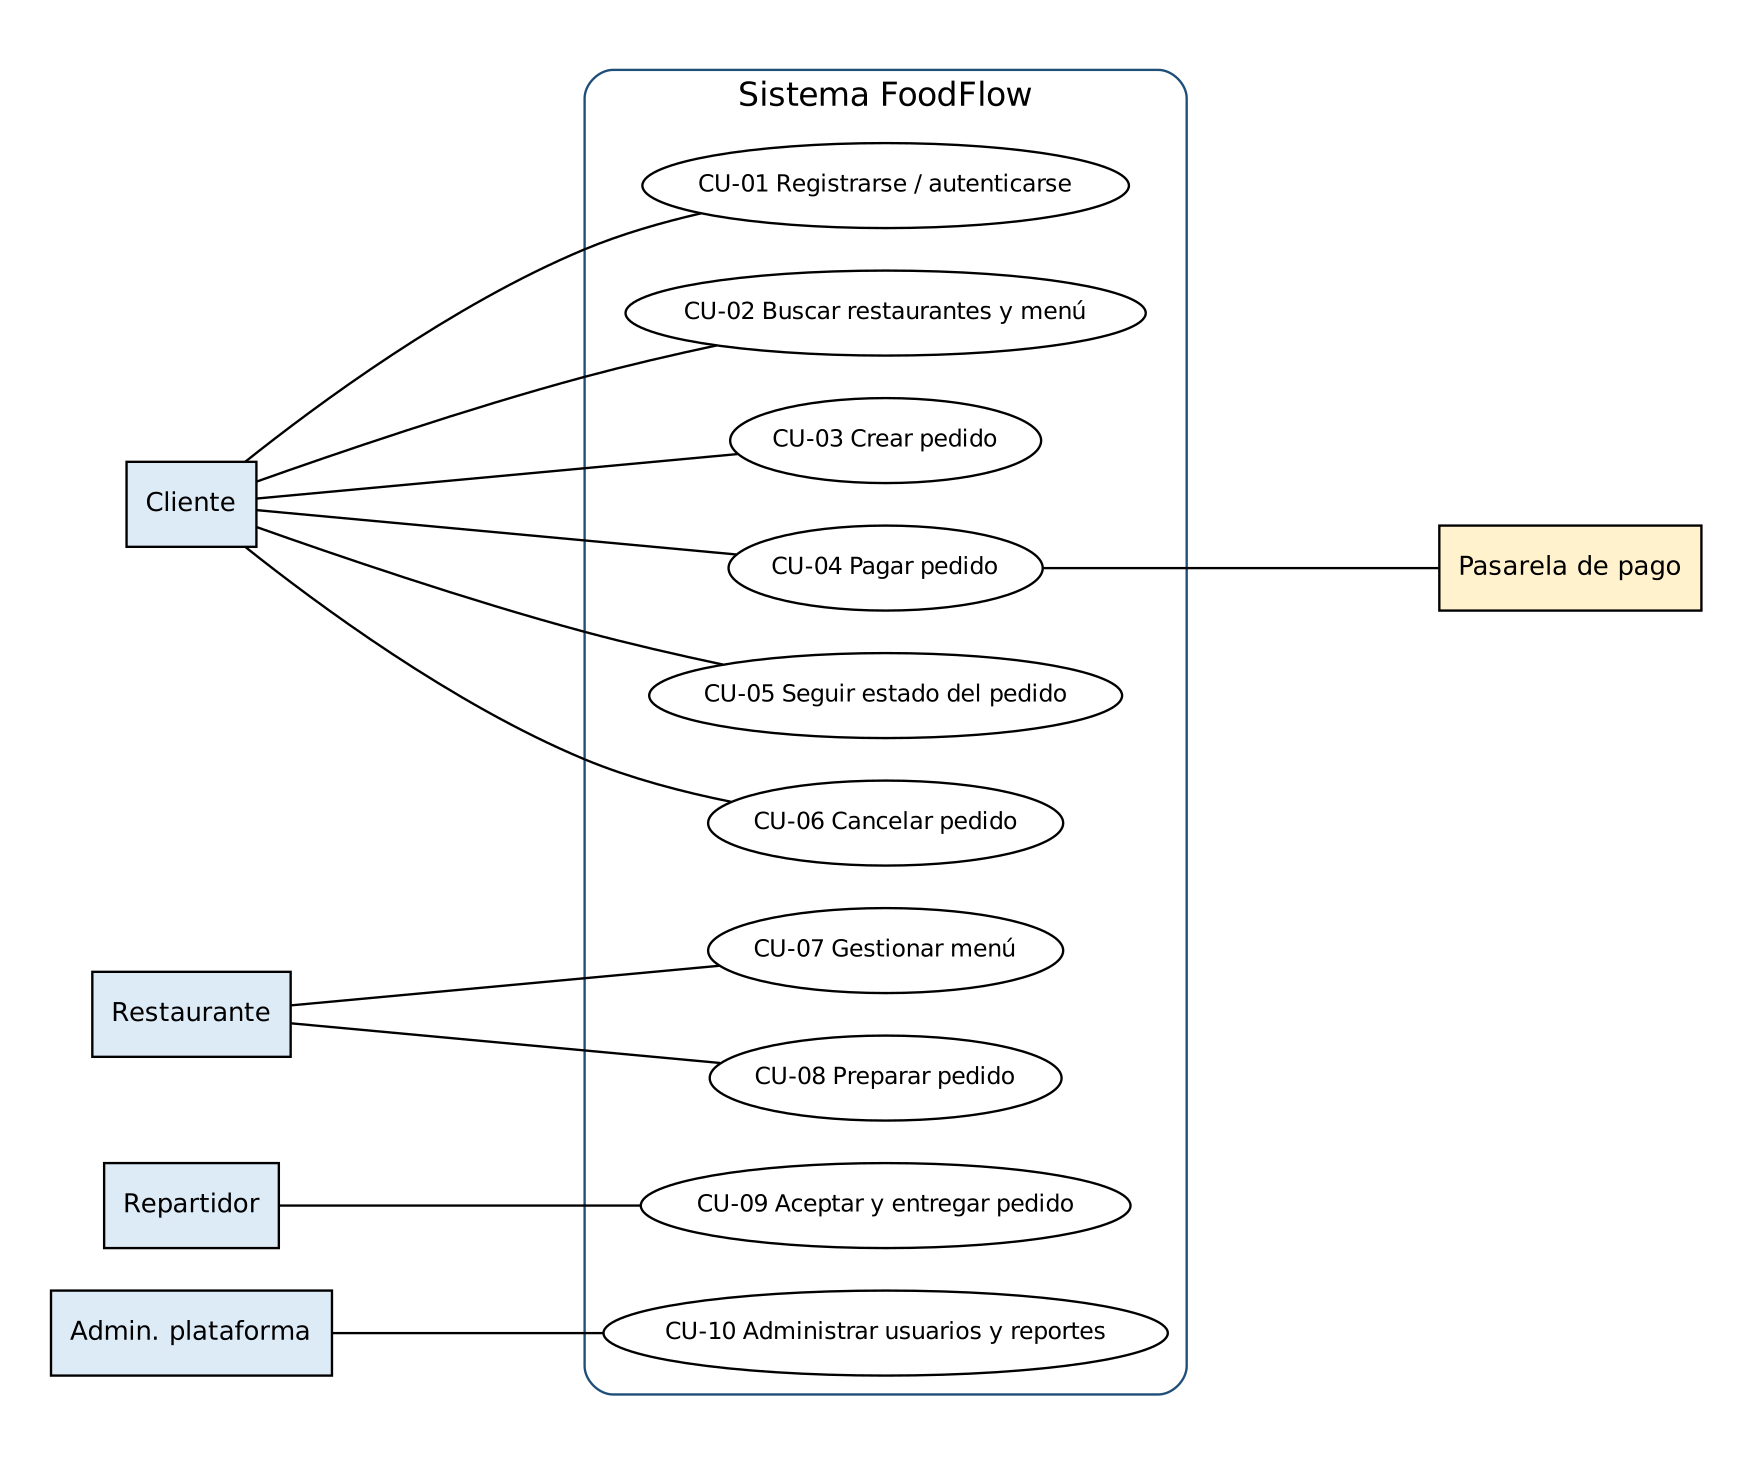 Sistema FoodFlow
CU-01 Registrarse / autenticarse
CU-02 Buscar restaurantes y menú
CU-03 Crear pedido
Cliente
CU-04 Pagar pedido
Pasarela de pago
CU-05 Seguir estado del pedido
CU-06 Cancelar pedido
CU-07 Gestionar menú
Restaurante
CU-08 Preparar pedido
Repartidor
CU-09 Aceptar y entregar pedido
Admin. plataforma
CU-10 Administrar usuarios y reportes